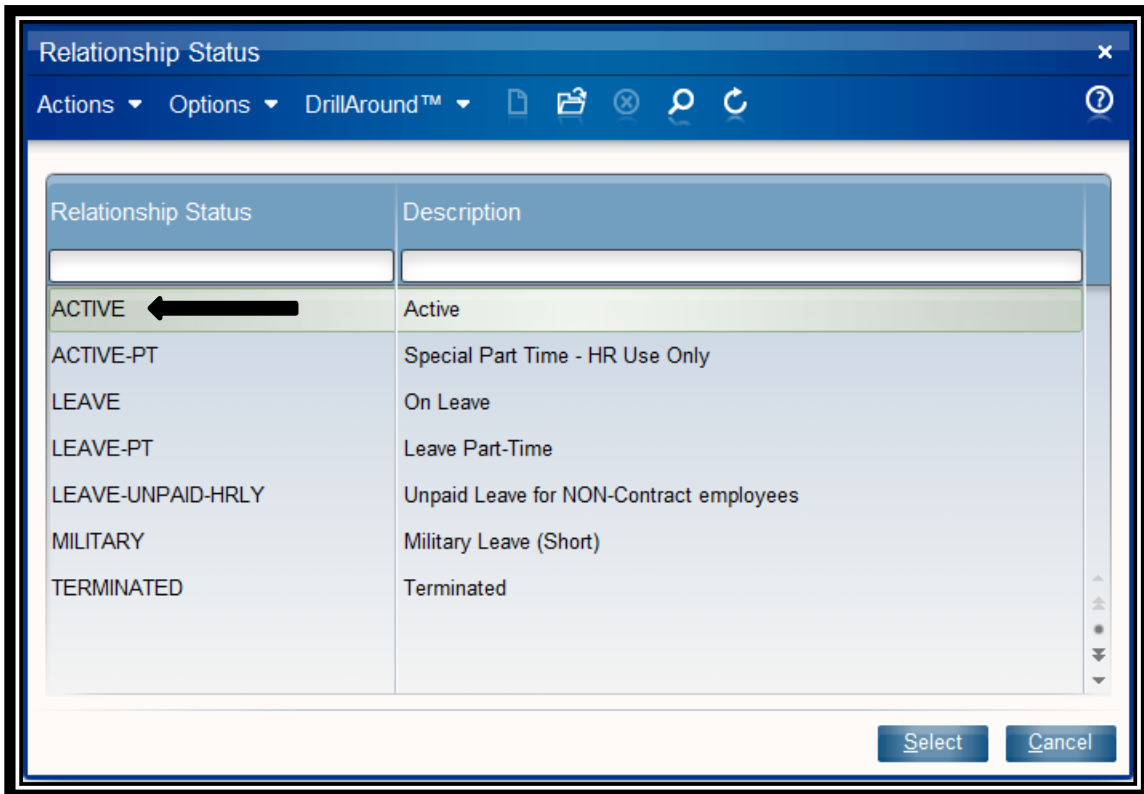 Relationship Status
Actions Options DrillAround™
Relationship Status Description
ACTIVE Active
ACTIVE-PT Special Part Time - HR Use Only
LEAVE On Leave
LEAVE-PT Leave Part-Time
LEAVE-UNPAID-HRLY Unpaid Leave for NON-Contract employees
MILITARY Military Leave (Short)
TERMINATED Terminated
Select Cancel